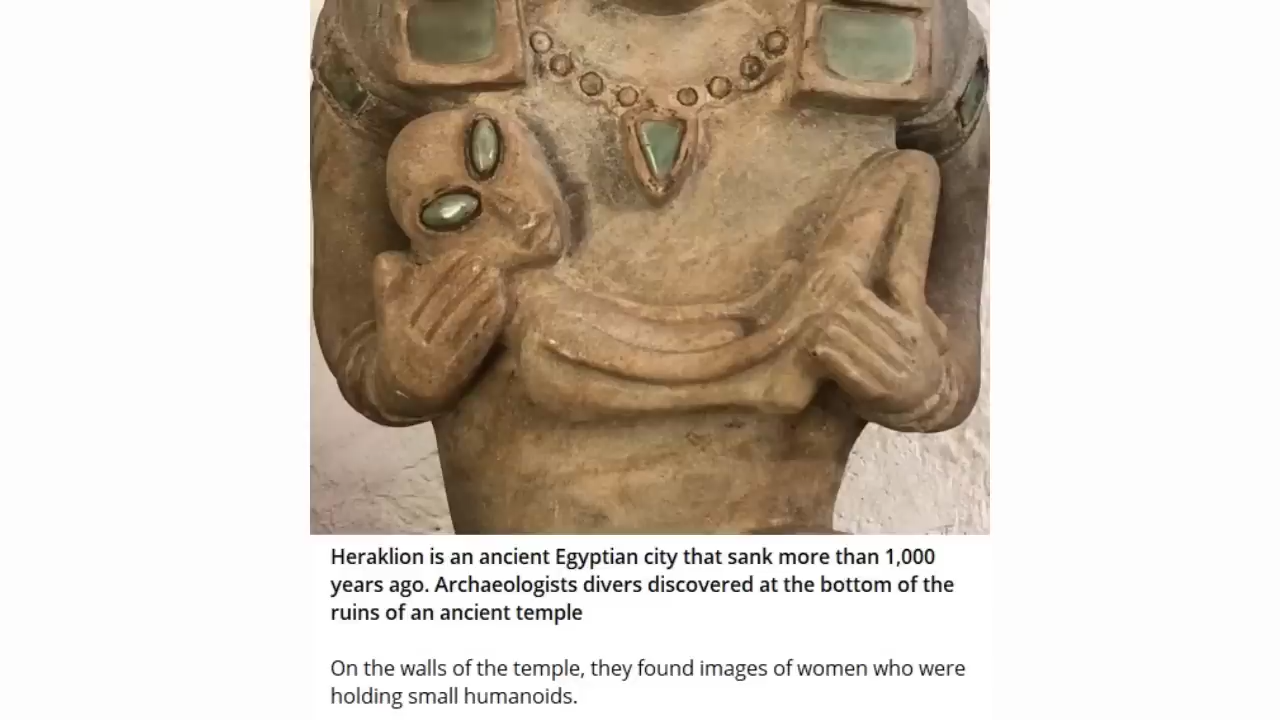 Heraklion is an ancient Egyptian city that sank more than 1,000
years ago. Archaeologists divers discovered at the bottom of the
ruins of an ancient temple
On the walls of the temple, they found images of women who were
holding small humanoids.